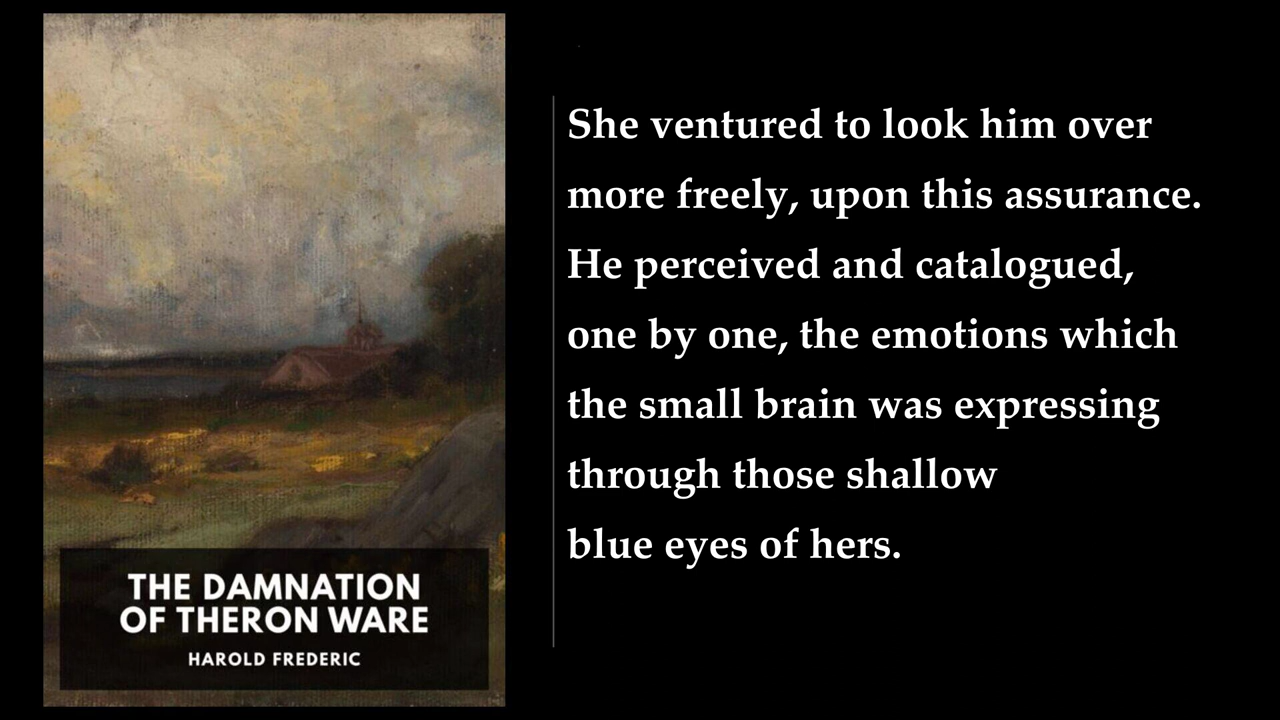 She ventured to look him over
more freely, upon this assurance.
He perceived and catalogued,
one by one, the emotions which
the small brain was expressing
through those shallow
blue eyes of hers.
THE DAMNATION
OF THERON WARE
HAROLD FREDERIC